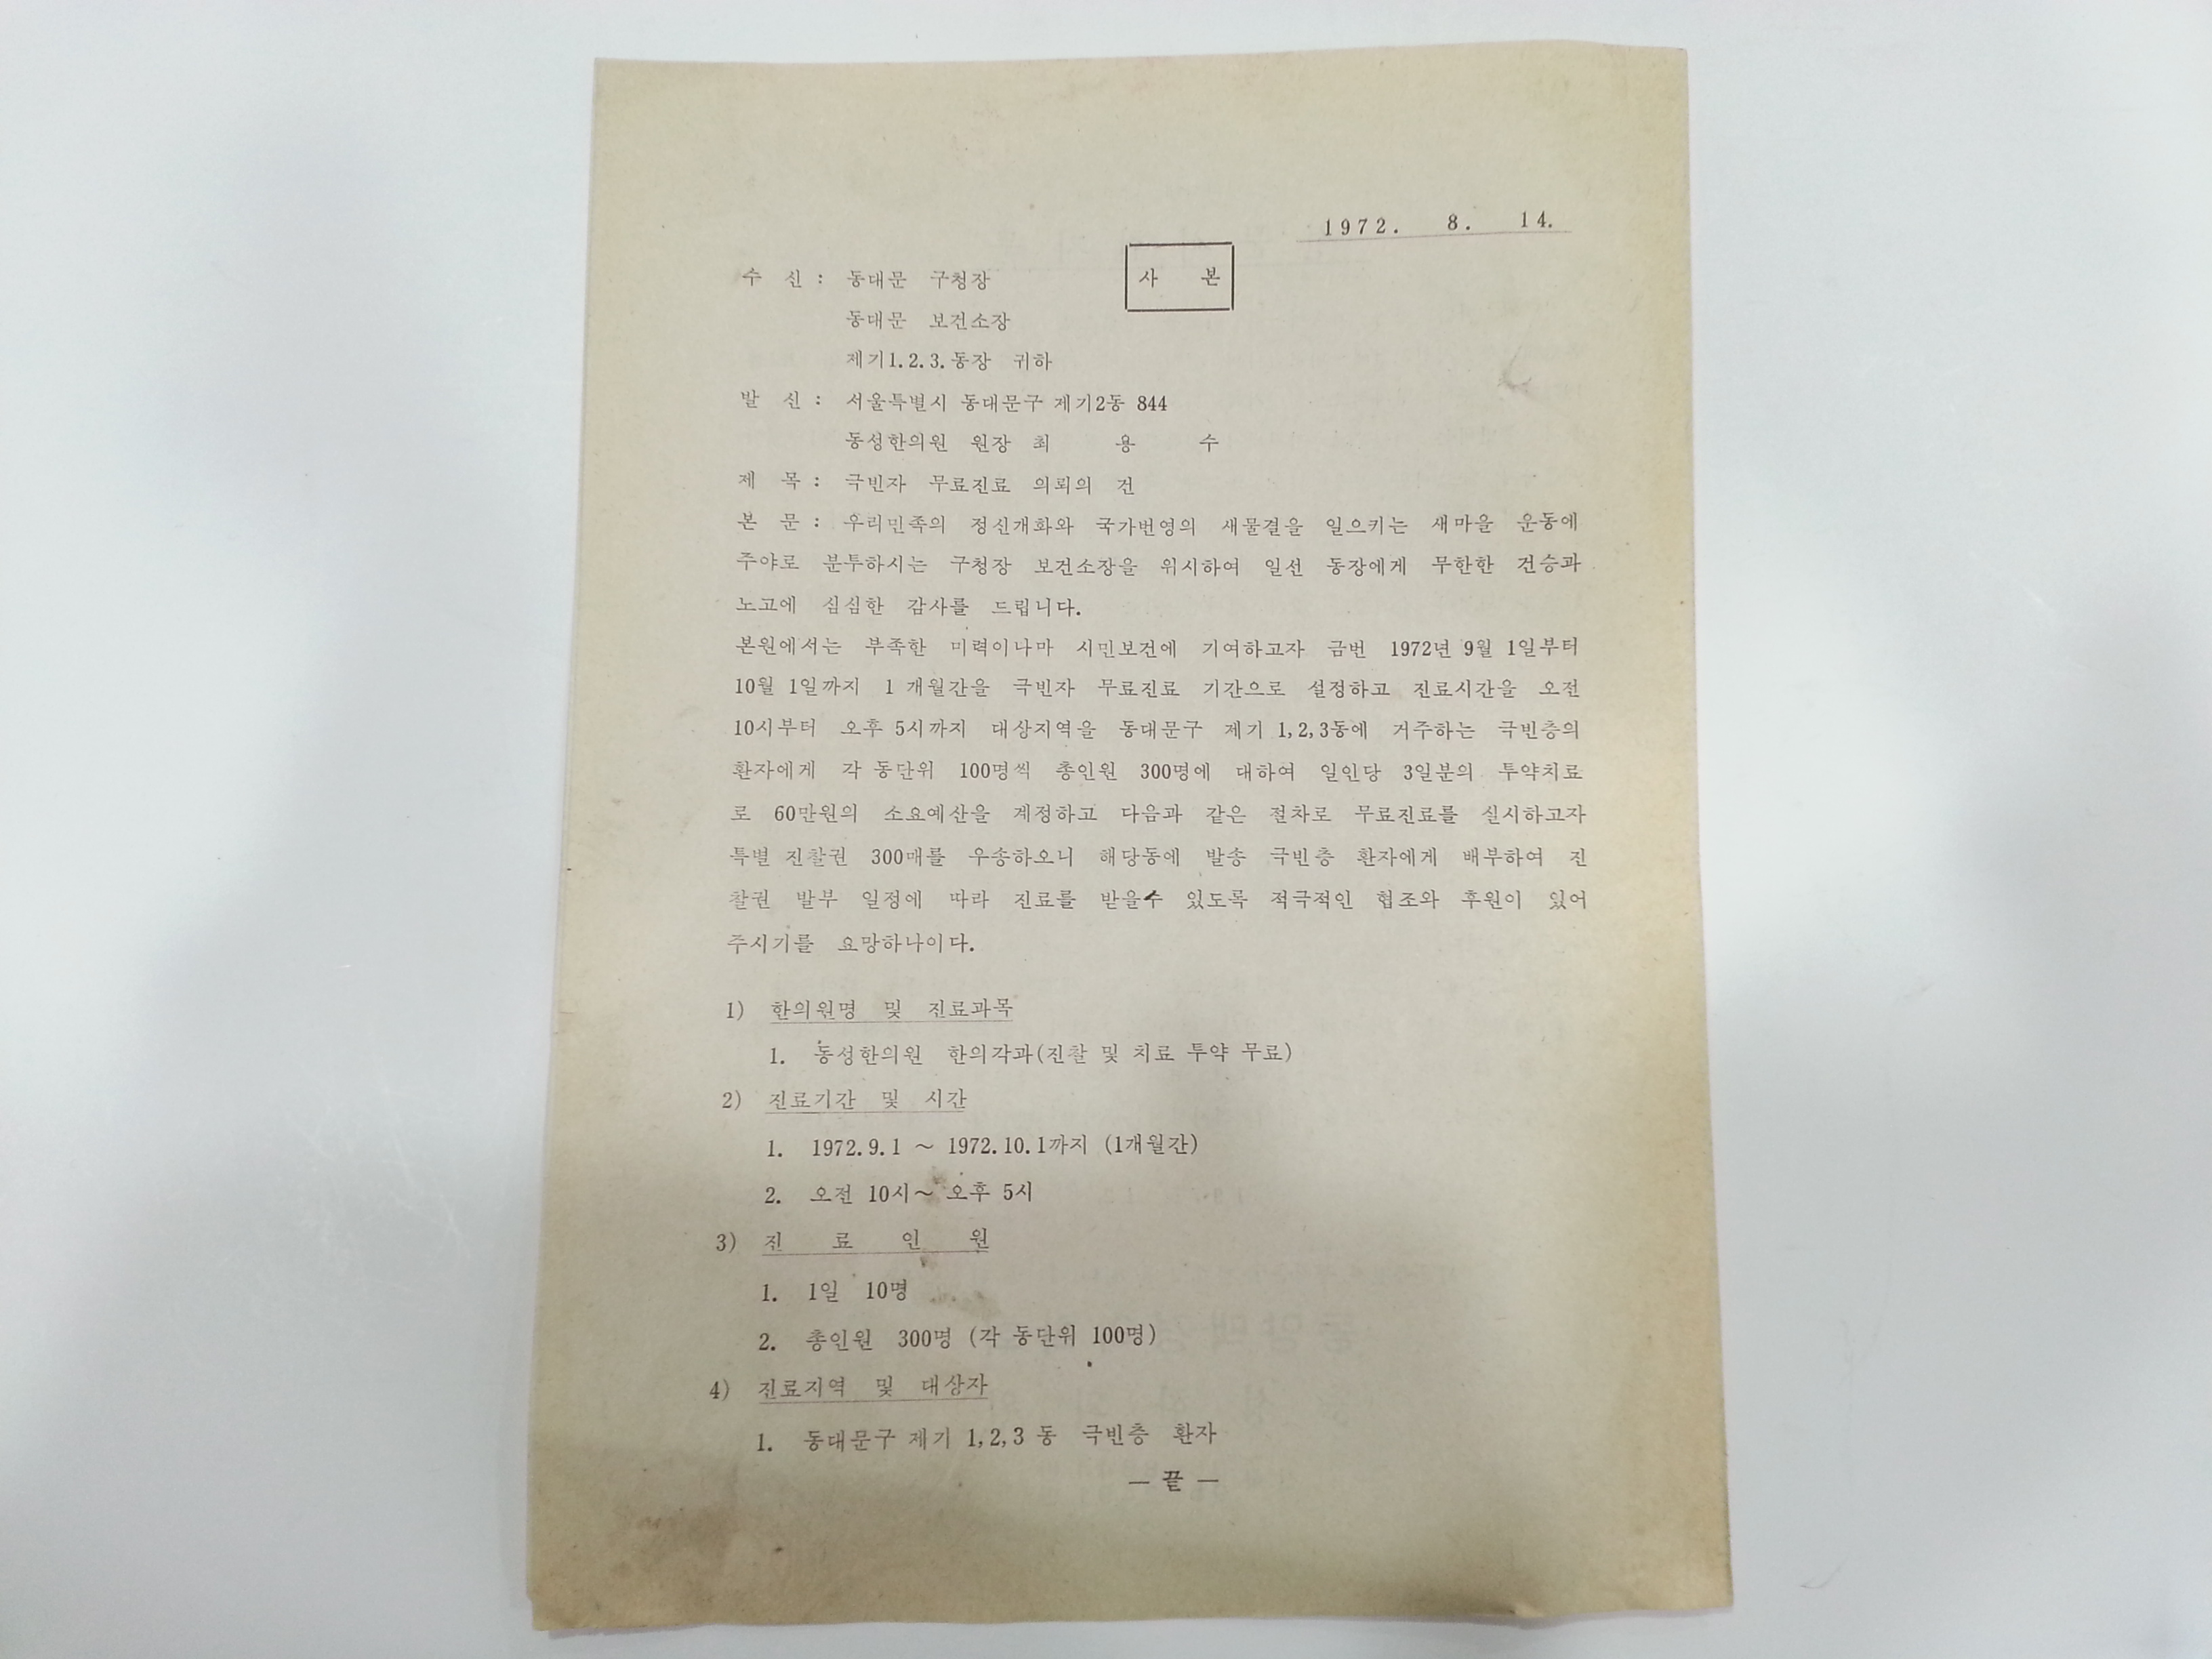 1972. 8. 14.
사 본
수 신 : 동대문 구청장
동대문 보건소장
제기1.2.3.동장 귀하
발 신 : 서울특별시 동대문구 제기2동 844
동성한의원 원장 최 용 수
제 목 : 극빈자 무료진료 의뢰의 건
본 문 : 우리민족의 정신개화와 국가번영의 새물결을 일으키는 새마을 운동에
주야로 분투하시는 구청장 보건소장을 위시하여 일선 동장에게 무한한 건승과
노고에 심심한 감사를 드립니다.
본원에서는 부족한 미력이나마 시민보건에 기여하고자 금번 1972년 9월 1일부터
10월 1일까지 1 개월간을 극빈자 무료진료 기간으로 설정하고 진료시간을 오전
10시부터 오후 5시까지 대상지역을 동대문구 제기 1,2,3동에 거주하는 극빈층의
환자에게 각 동단위 100명씩 총인원 300명에 대하여 일인당 3일분의 투약치료
로 60만원의 소요예산을 계정하고 다음과 같은 절차로 무료진료를 실시하고자
특별 진찰권 300매를 우송하오니 해당동에 발송 극빈층 환자에게 배부하여 진
찰권 발부 일정에 따라 진료를 받을수 있도록 적극적인 협조와 후원이 있어
주시기를 요망하나이다.
1) 한의원명 및 진료과목
1. 동성한의원 한의각과(진찰 및 치료 투약 무료)
2) 진료기간 및 시간
1. 1972.9.1 ~ 1972.10.1까지 (1개월간)
2. 오전 10시~ 오후 5시
3) 진 료 인 원
1. 1일 10명
2. 총인원 300명 (각 동단위 100명)
4) 진료지역 및 대상자
1. 동대문구 제기 1,2,3 동 극빈층 환자
— 끝 —